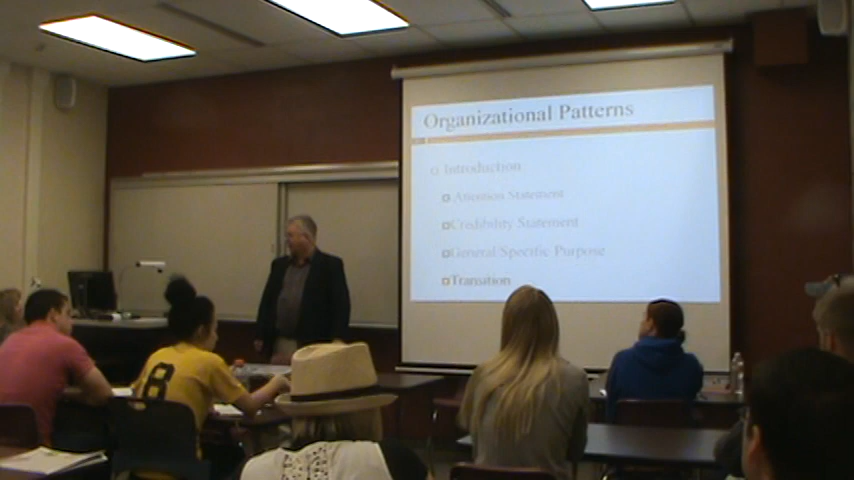 Organizational Patterns
Introduction
Attention Statement
Credibility Statement
General/Specific Purpose
Transition
8